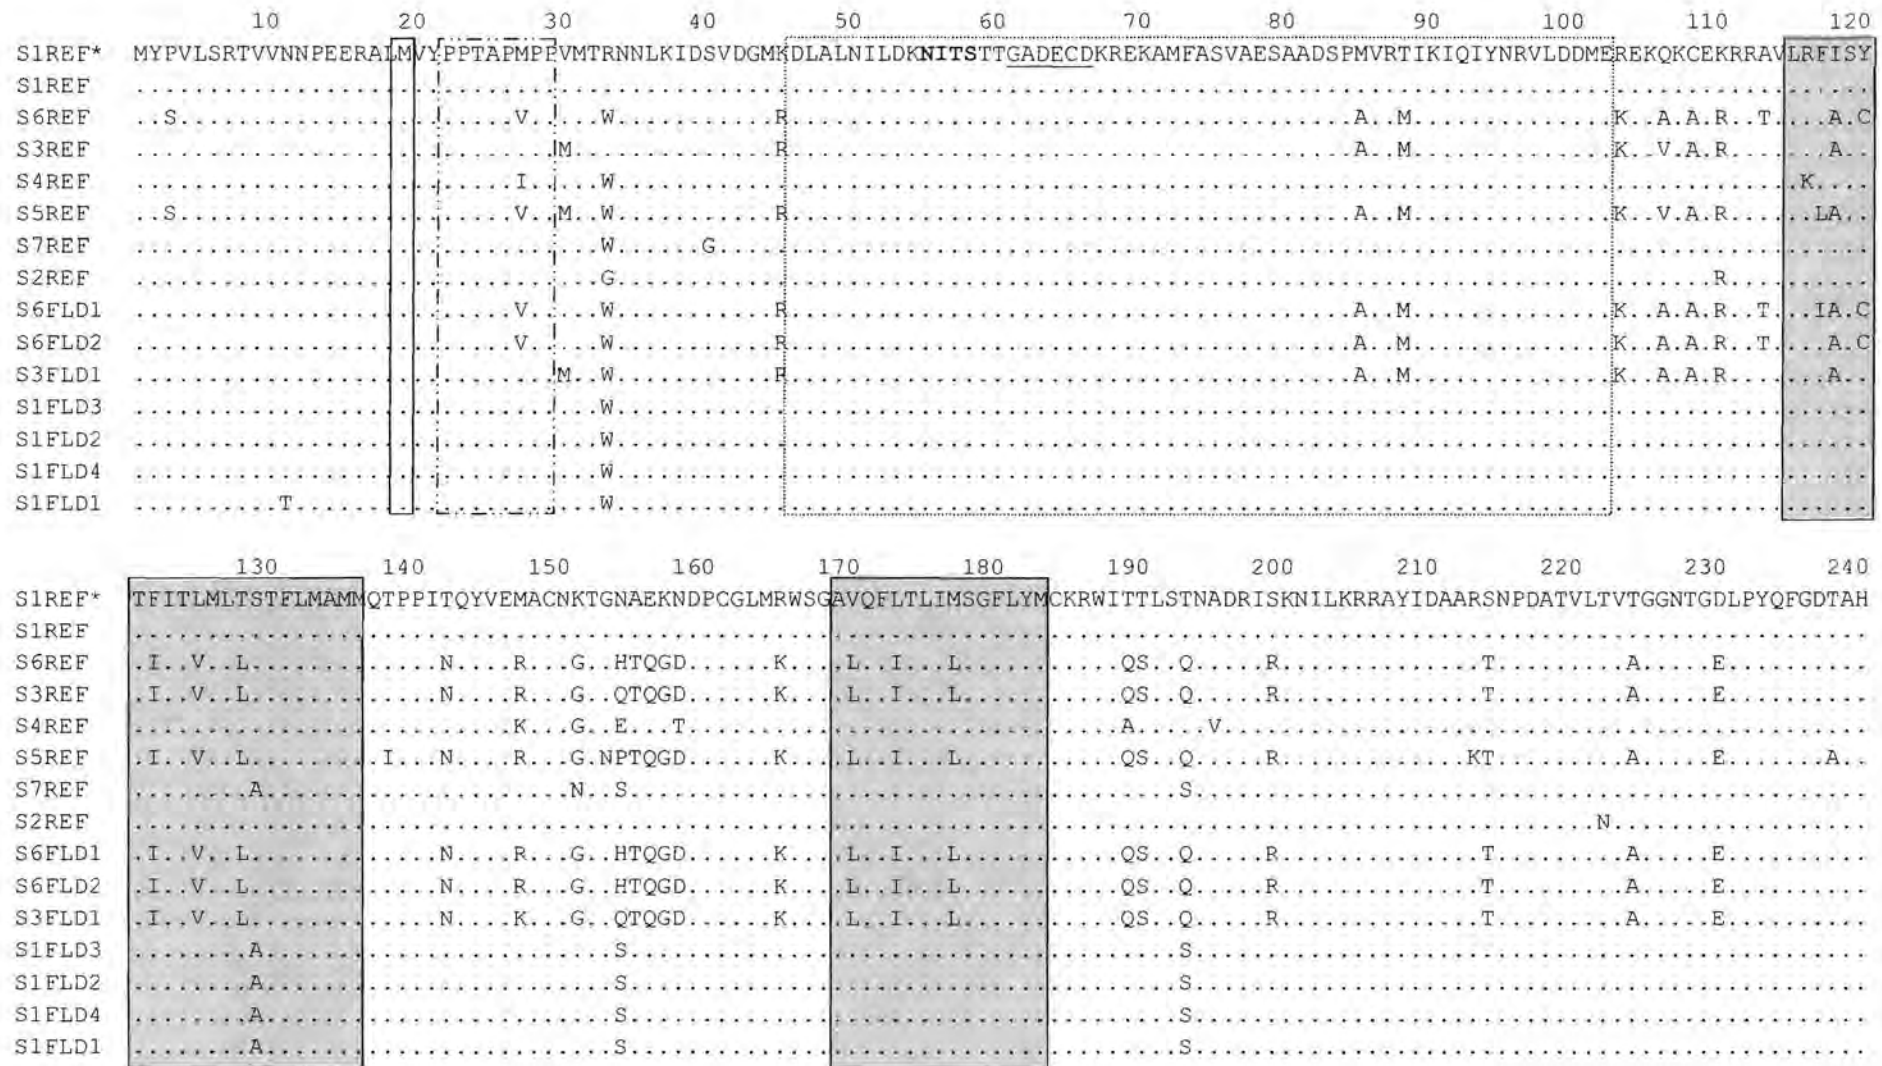 10 20 30 40 50 60 70 80 90 100 110 120
S1REF* MYPVLSRTVVNNPEERALMVYPPTAPMPPVMTRNNLKIDSVDGMKDLALNILDKNITSTTGADECDKREKAMFASVAESAADSPMVRTIKIQIYNRVLDDMEREKQKCEKRRAVLRFISY
S1REF ........................................................................................................................
S6REF ..S.......................V.....W...........R.......................................A..M..............K..A.A.R..T....A.C
S3REF .............................M..............R.......................................A..M..............K..V.A.R.......A..
S4REF ..........................I.....W..................................................................................K....
S5REF ..S.......................V..M..W...........R.......................................A..M..............K..V.A.R......LA..
S7REF ................................W......G................................................................................
S2REF ................................G............................................................................R..........
S6FLD1 ..........................V.....W...........R.......................................A..M..............K..A.A.R..T...IA.C
S6FLD2 ..........................V.....W...........R.......................................A..M..............K..A.A.R..T....A.C
S3FLD1 .............................M..W...........R.......................................A..M..............K..A.A.R.......A..
S1FLD3 ................................W.......................................................................................
S1FLD2 ................................W.......................................................................................
S1FLD4 ................................W.......................................................................................
S1FLD1 ..........T.....................W.......................................................................................
130 140 150 160 170 180 190 200 210 220 230 240
S1REF* TFITLMLTSTFLMAMMQTPPITQYVEMACNKTGNAEKNDPCGLMRWSGAVQFLTLIMSGFLYMCKRWITTLSTNADRISKNILKRRAYIDAARSNPDATVLTVTGGNTGDLPYQFGDTAH
S1REF ........................................................................................................................
S6REF .I..V..L.............N....R...G..HTQGD......K....L..I...L...........QS..Q.....R..............T.........A.....E..........
S3REF .I..V..L.............N....R...G..QTQGD......K....L..I...L...........QS..Q.....R..............T.........A.....E..........
S4REF ..........................K...G..E...T..............................A.....V.............................................
S5REF .I..V..L.........I...N....R...G.NPTQGD......K....L..I...L...........QS..Q.....R.............KT.........A.....E.......A..
S7REF ........A.....................N..S......................................S...............................................
S2REF .....................................................................................................N..................
S6FLD1 .I..V..L.............N....R...G..HTQGD......K....L..I...L...........QS..Q.....R..............T.........A.....E..........
S6FLD2 .I..V..L.............N....R...G..HTQGD......K....L..I...L...........QS..Q.....R..............T.........A.....E..........
S3FLD1 .I..V..L.............N....K...G..QTQGD......K....L..I...L...........QS..Q.....R..............T.........A.....E..........
S1FLD3 ........A........................S......................................S...............................................
S1FLD2 ........A........................S......................................S...............................................
S1FLD4 ........A........................S......................................S...............................................
S1FLD1 ........A........................S......................................S...............................................